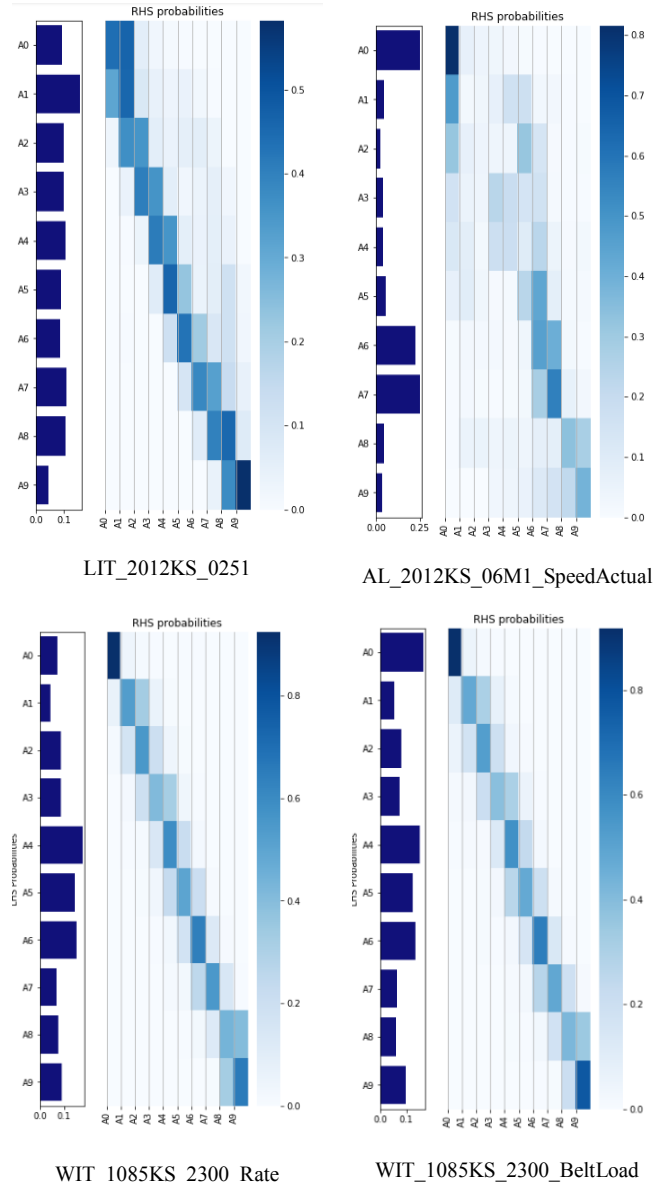 RHS probabilities
A0
A1
A2
A3
A4
A5
A6
A7
A8
A9
0.0 0.1
A0 A1 A2 A3 A4 A5 A6 A7 A8 A9
0.5
0.4
0.3
0.2
0.1
0.0
LIT_2012KS_0251
RHS probabilities
A0
A1
A2
A3
A4
A5
A6
A7
A8
A9
0.00 0.25
A0 A1 A2 A3 A4 A5 A6 A7 A8 A9
0.8
0.7
0.6
0.5
0.4
0.3
0.2
0.1
0.0
AL_2012KS_06M1_SpeedActual
RHS probabilities
LHS Probabilities
A0
A1
A2
A3
A4
A5
A6
A7
A8
A9
0.0 0.1
A0 A1 A2 A3 A4 A5 A6 A7 A8 A9
0.8
0.6
0.4
0.2
0.0
WIT_1085KS_2300_Rate
RHS probabilities
A0
A1
A2
A3
A4
A5
A6
A7
A8
A9
0.0 0.1
A0 A1 A2 A3 A4 A5 A6 A7 A8 A9
0.8
0.6
0.4
0.2
0.0
WIT_1085KS_2300_BeltLoad